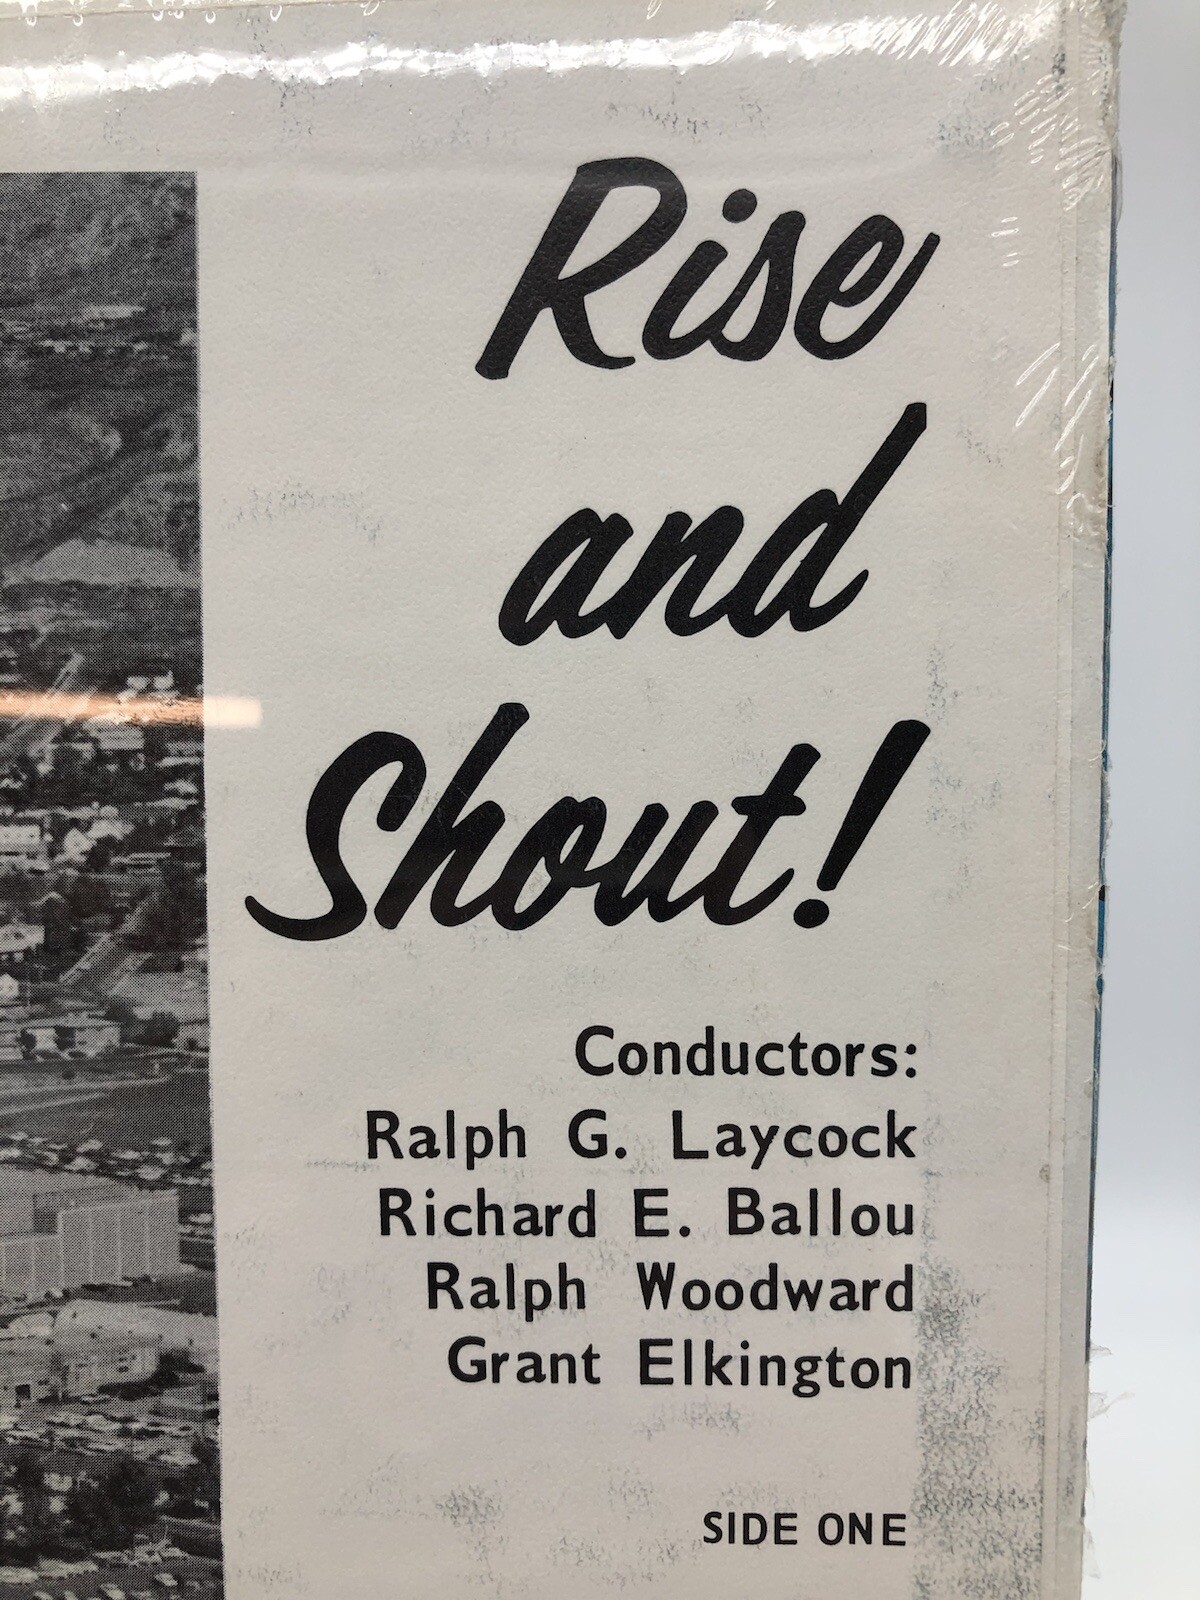 Rise
and
Shout!
Conductors:
Ralph G. Laycock
Richard E. Ballou
Ralph Woodward
Grant Elkington
SIDE ONE